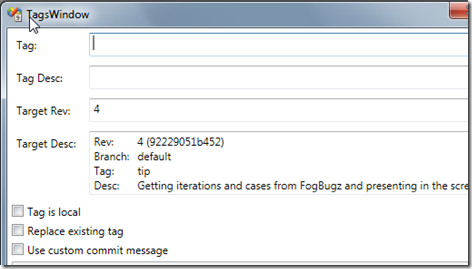 TagsWindow
Tag:
Tag Desc:
Target Rev: 4
Target Desc: Rev: 4 (92229051b452)
Branch: default
Tag: tip
Desc: Getting iterations and cases from FogBugz and presenting in the scre
Tag is local
Replace existing tag
Use custom commit message